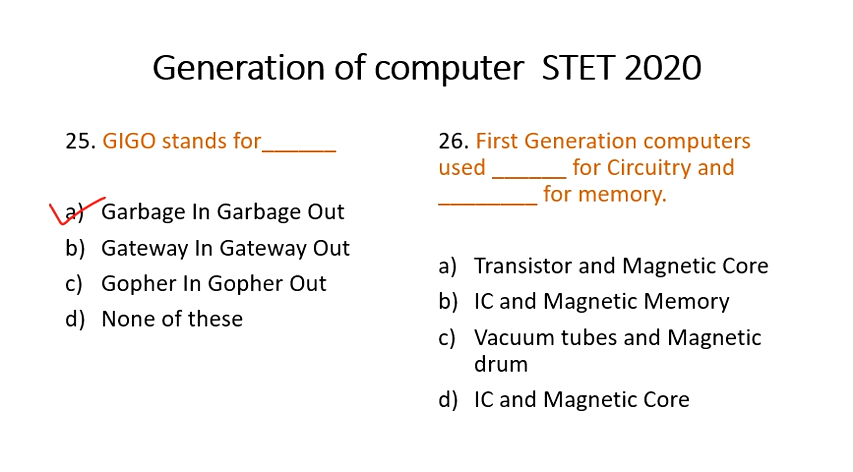 Generation of computer STET 2020
25. GIGO stands for______
a) Garbage In Garbage Out
b) Gateway In Gateway Out
c) Gopher In Gopher Out
d) None of these
26. First Generation computers
used ______ for Circuitry and
________ for memory.
a) Transistor and Magnetic Core
b) IC and Magnetic Memory
c) Vacuum tubes and Magnetic
drum
d) IC and Magnetic Core